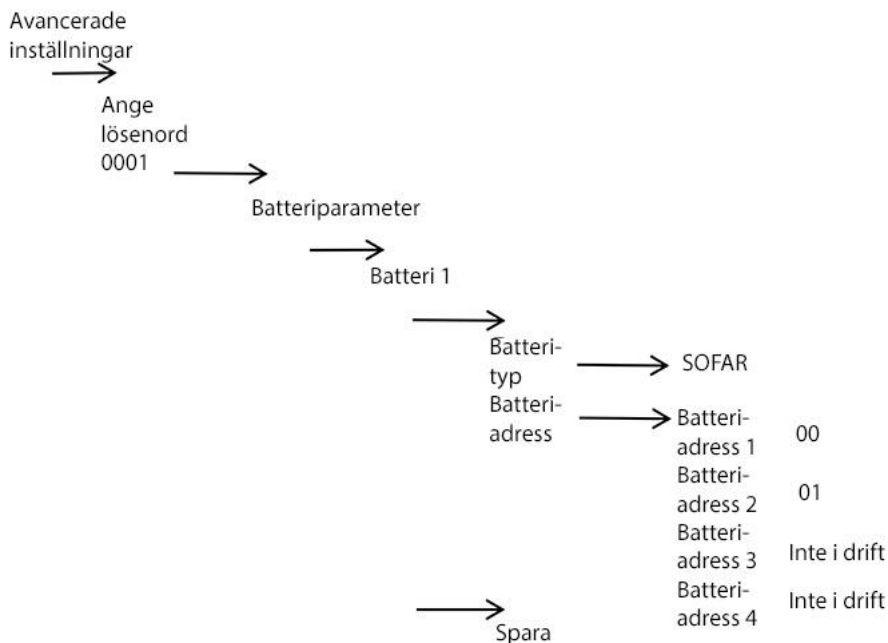 Avancerade
inställningar
Ange
lösenord
0001
Batteriparameter
Batteri 1
Batteri-
typ
SOFAR
Batteri-
adress
Batteri-
adress 1 00
Batteri-
adress 2 01
Batteri-
adress 3 Inte i drift
Batteri-
adress 4 Inte i drift
Spara